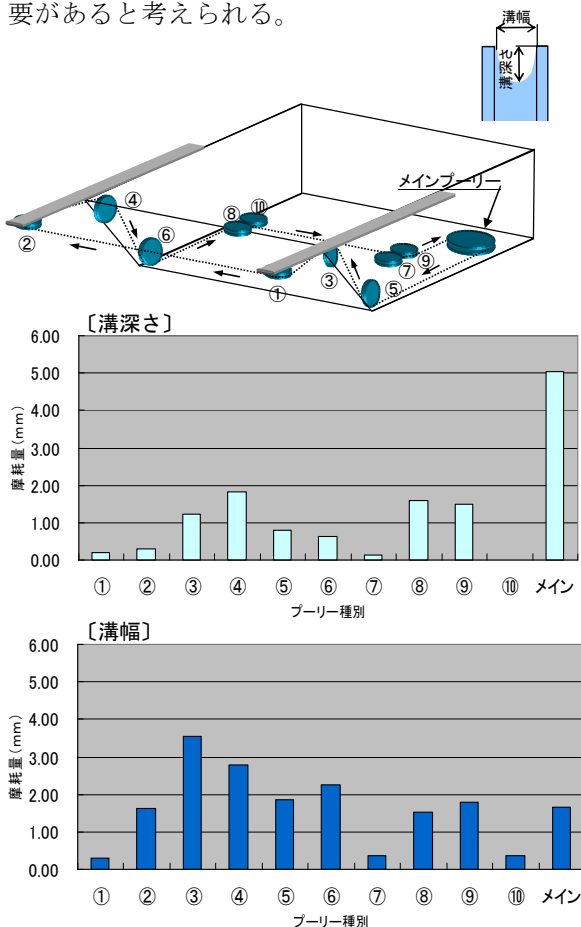 要があると考えられる。
溝幅
溝深さ
メインプーリー
④
⑧
⑩
②
⑥
⑦
⑨
③
①
⑤
〔溝深さ〕
6.00
5.00
4.00
3.00
2.00
1.00
0.00
摩耗量(mm)
① ② ③ ④ ⑤ ⑥ ⑦ ⑧ ⑨ ⑩ メイン
プーリー種別
〔溝幅〕
6.00
5.00
4.00
3.00
2.00
1.00
0.00
摩耗量(mm)
① ② ③ ④ ⑤ ⑥ ⑦ ⑧ ⑨ ⑩ メイン
プーリー種別